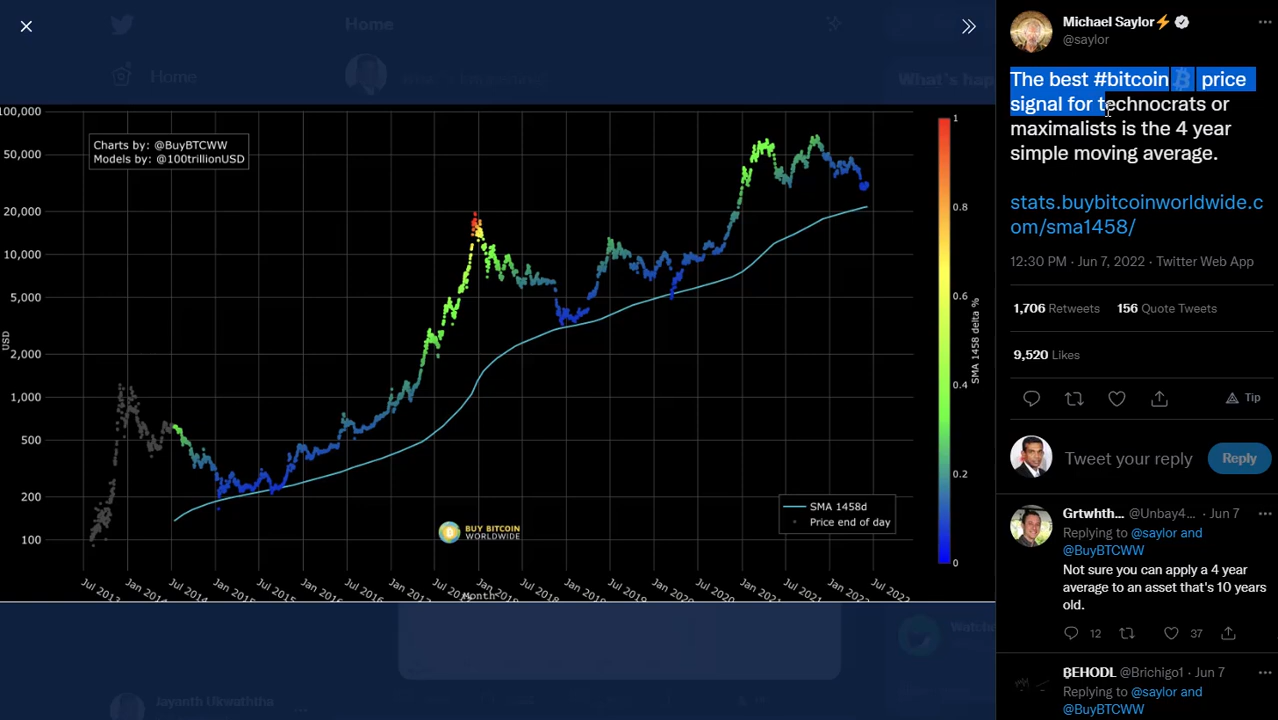 Home
Home
What's hap
100,000
50,000
20,000
10,000
5,000
2,000
1,000
500
200
100
USD
Charts by: @BuyBTCWW
Models by: @100trillionUSD
SMA 1458d
Price end of day
BUY BITCOIN
WORLDWIDE
Jul 2013
Jan 2014
Jul 2014
Jan 2015
Jul 2015
Jan 2016
Jul 2016
Jan 2017
Jul 2017
Jan 2018
Jul 2018
Jan 2019
Jul 2019
Jan 2020
Jul 2020
Jan 2021
Jul 2021
Jan 2022
Jul 2022
Month
1
0.8
0.6
0.4
0.2
0
SMA 1458 delta %
Watche
Jayanth Ukwaththa
Michael Saylor⚡
@saylor
The best #bitcoin price
signal for technocrats or
maximalists is the 4 year
simple moving average.
stats.buybitcoinworldwide.c
om/sma1458/
12:30 PM · Jun 7, 2022 · Twitter Web App
1,706 Retweets 156 Quote Tweets
9,520 Likes
Tip
Tweet your reply
Reply
Grtwhth... @Unbay4... · Jun 7
Replying to @saylor and
@BuyBTCWW
Not sure you can apply a 4 year
average to an asset that's 10 years
old.
12 37
BEHODL @Brichigo1 · Jun 7
Replying to @saylor and
@BuyBTCWW